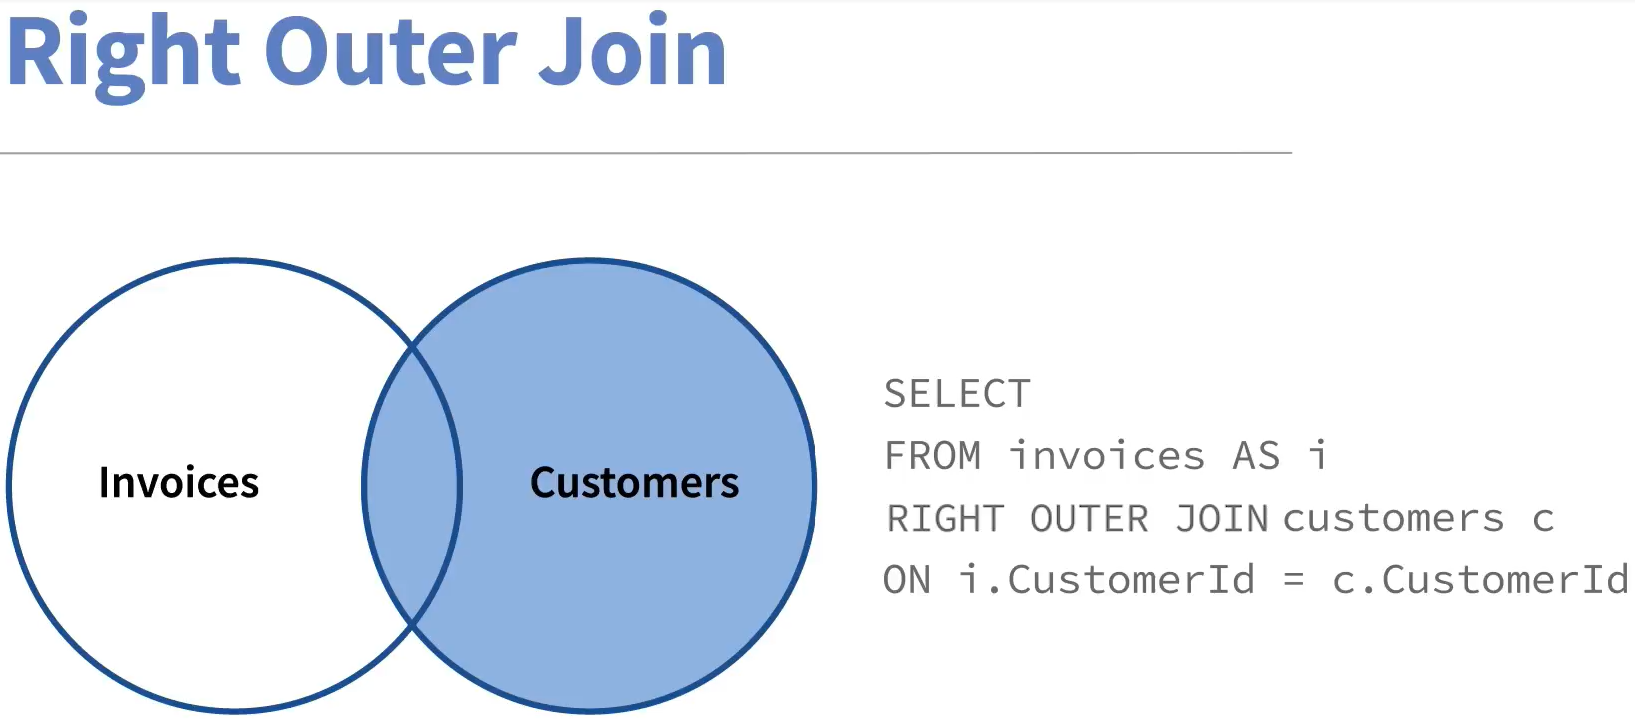 Right Outer Join
Invoices
Customers
SELECT
FROM invoices AS i
RIGHT OUTER JOIN customers c
ON i.CustomerId = c.CustomerId